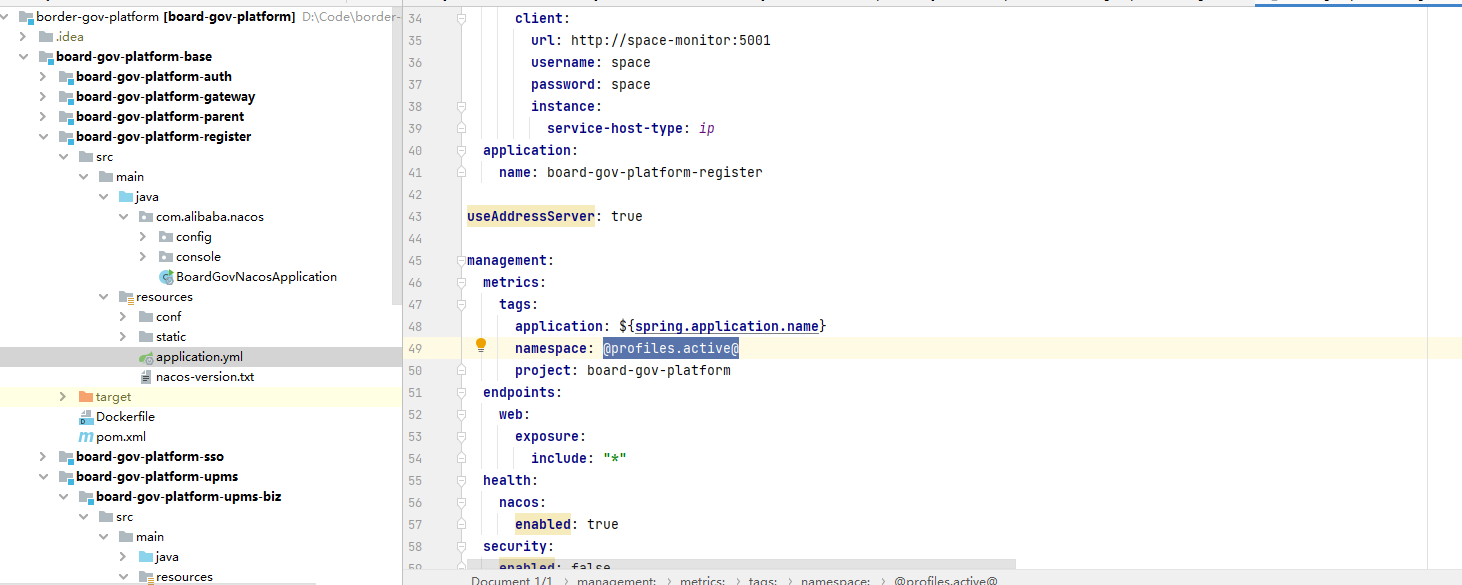 border-gov-platform [board-gov-platform] D:\Code\border-
.idea
board-gov-platform-base
board-gov-platform-auth
board-gov-platform-gateway
board-gov-platform-parent
board-gov-platform-register
src
main
java
com.alibaba.nacos
config
console
BoardGovNacosApplication
resources
conf
static
application.yml
nacos-version.txt
target
Dockerfile
pom.xml
board-gov-platform-sso
board-gov-platform-upms
board-gov-platform-upms-biz
src
main
java
resources
34 client:
35 url: http://space-monitor:5001
36 username: space
37 password: space
38 instance:
39 service-host-type: ip
40 application:
41 name: board-gov-platform-register
42
43 useAddressServer: true
44
45 management:
46 metrics:
47 tags:
48 application: ${spring.application.name}
49 namespace: @profiles.active@
50 project: board-gov-platform
51 endpoints:
52 web:
53 exposure:
54 include: "*"
55 health:
56 nacos:
57 enabled: true
58 security:
59 enabled: false
Document 1/1 › management: › metrics: › tags: › namespace: › @profiles.active@